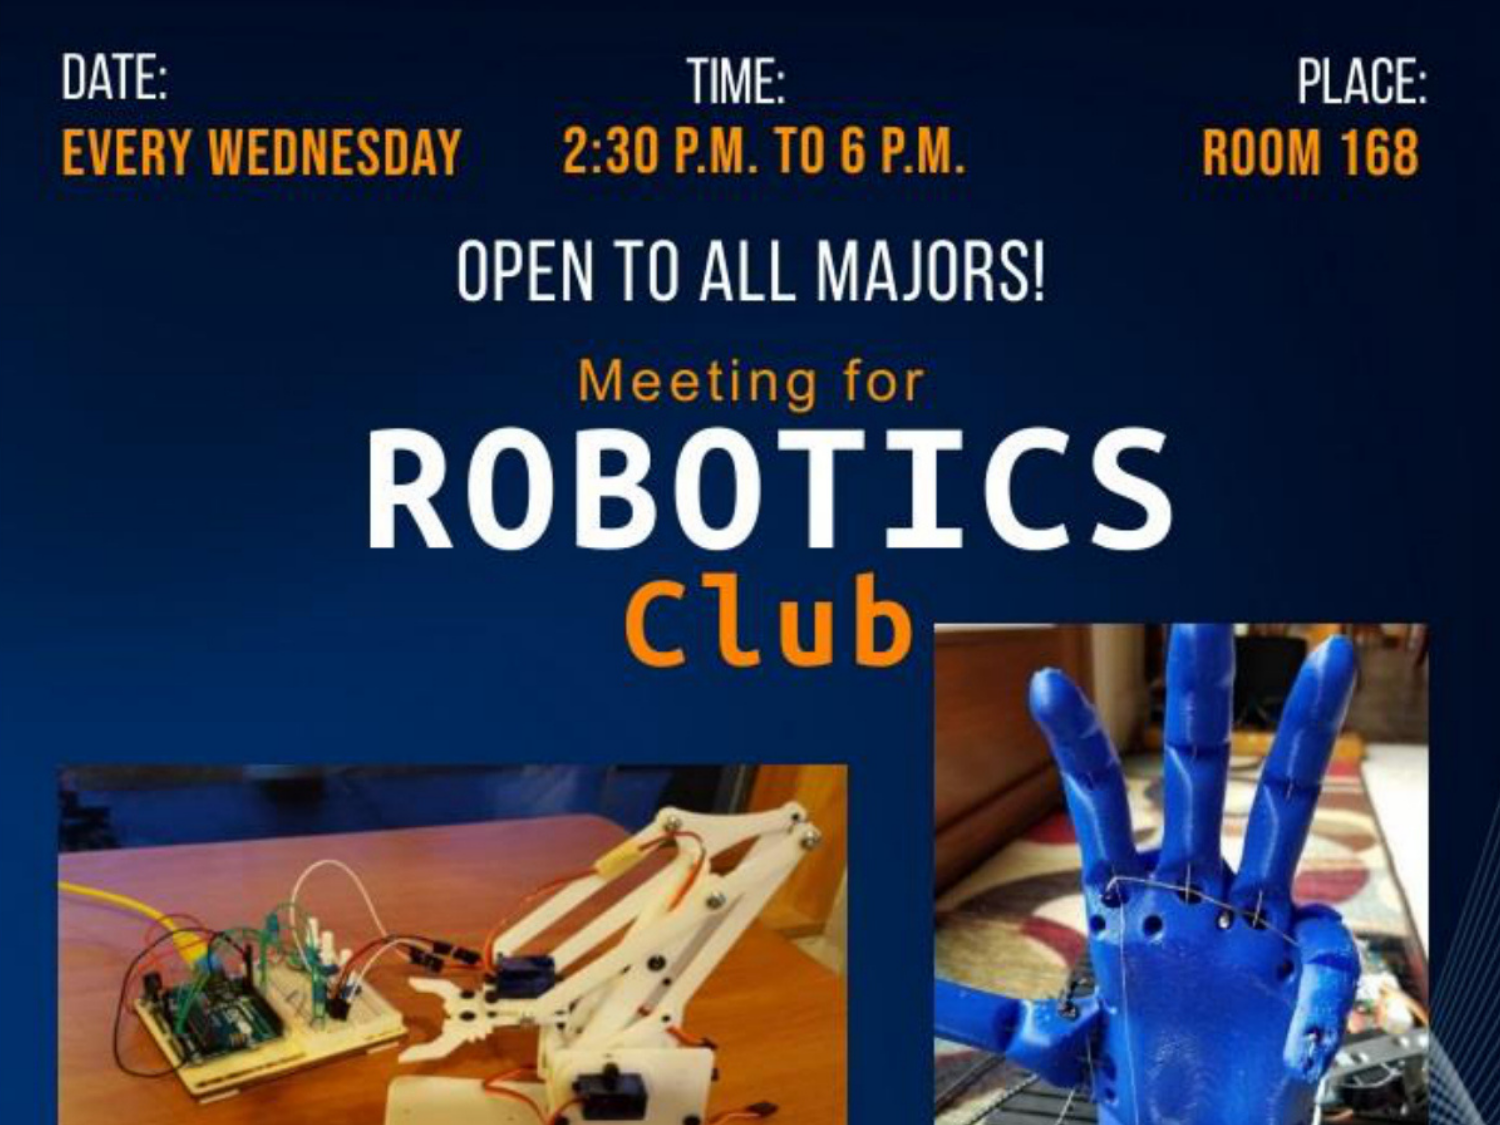 DATE:
EVERY WEDNESDAY
TIME:
2:30 P.M. TO 6 P.M.
PLACE:
ROOM 168
OPEN TO ALL MAJORS!
Meeting for
ROBOTICS
Club